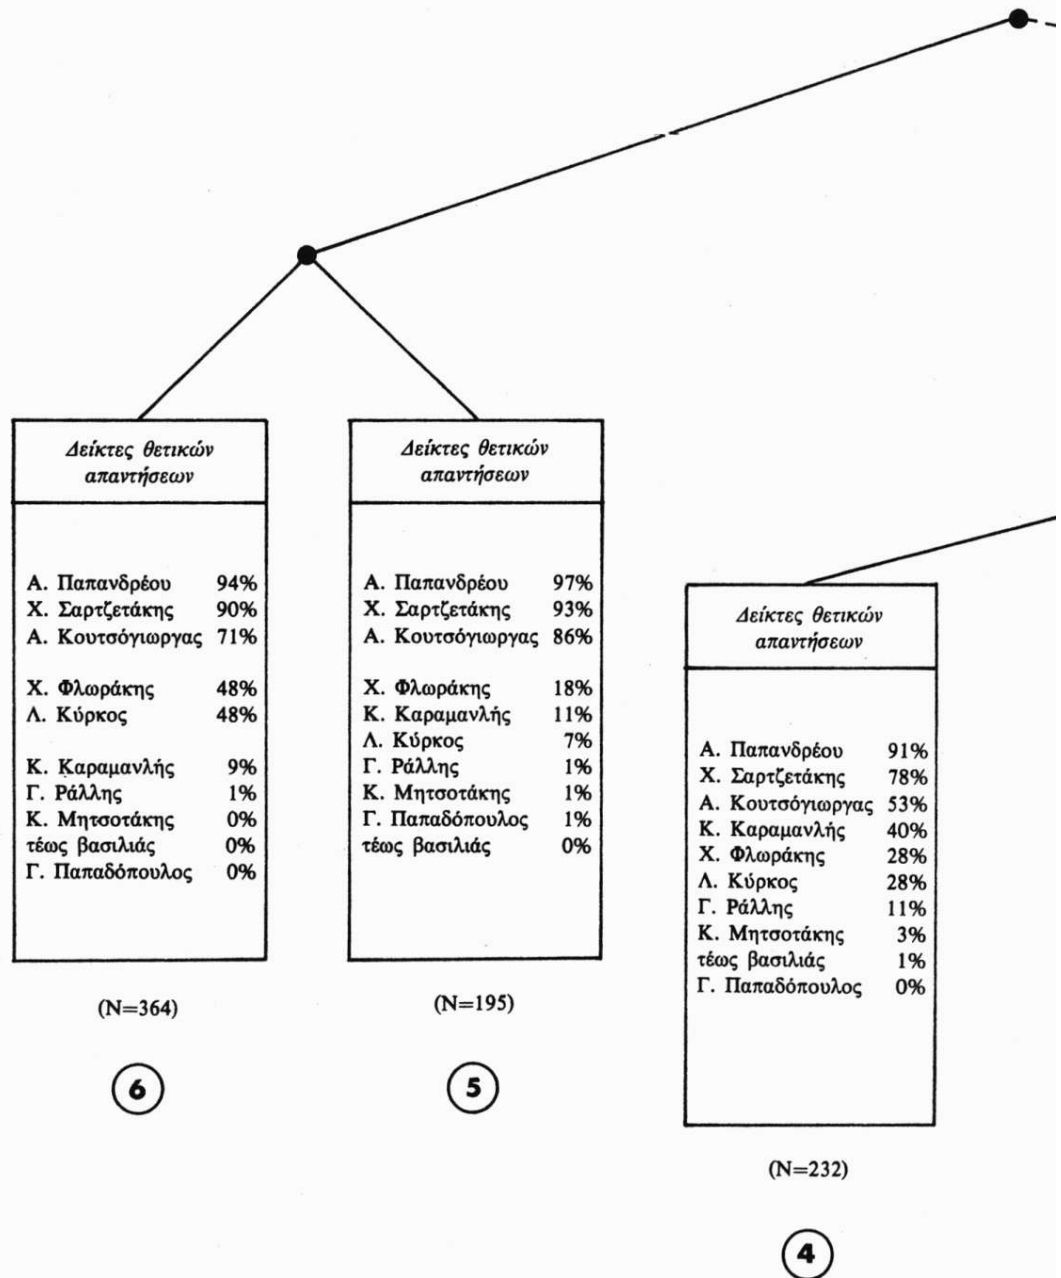 Δείκτες θετικών
απαντήσεων
Α. Παπανδρέου 94%
Χ. Σαρτζετάκης 90%
Α. Κουτσόγιωργας 71%
Χ. Φλωράκης 48%
Λ. Κύρκος 48%
Κ. Καραμανλής 9%
Γ. Ράλλης 1%
Κ. Μητσοτάκης 0%
τέως βασιλιάς 0%
Γ. Παπαδόπουλος 0%
(Ν=364)
6
Δείκτες θετικών
απαντήσεων
Α. Παπανδρέου 97%
Χ. Σαρτζετάκης 93%
Α. Κουτσόγιωργας 86%
Χ. Φλωράκης 18%
Κ. Καραμανλής 11%
Λ. Κύρκος 7%
Γ. Ράλλης 1%
Κ. Μητσοτάκης 1%
Γ. Παπαδόπουλος 1%
τέως βασιλιάς 0%
(Ν=195)
5
Δείκτες θετικών
απαντήσεων
Α. Παπανδρέου 91%
Χ. Σαρτζετάκης 78%
Α. Κουτσόγιωργας 53%
Κ. Καραμανλής 40%
Χ. Φλωράκης 28%
Λ. Κύρκος 28%
Γ. Ράλλης 11%
Κ. Μητσοτάκης 3%
τέως βασιλιάς 1%
Γ. Παπαδόπουλος 0%
(Ν=232)
4